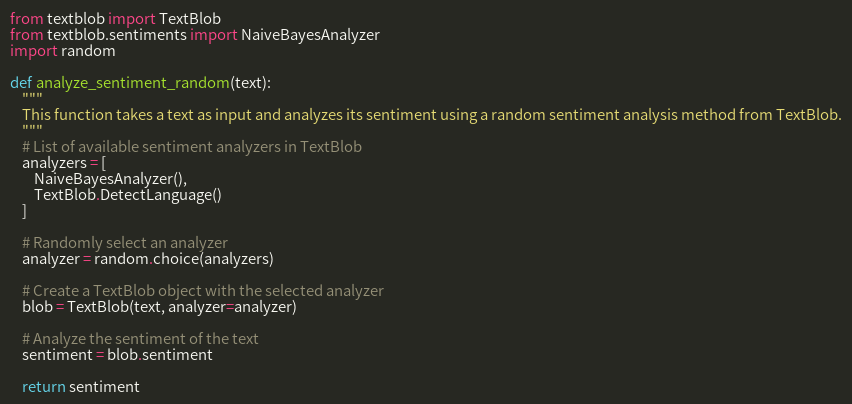 from textblob import TextBlob
from textblob.sentiments import NaiveBayesAnalyzer
import random

def analyze_sentiment_random(text):
    """
    This function takes a text as input and analyzes its sentiment using a random sentiment analysis method from TextBlob.
    """
    # List of available sentiment analyzers in TextBlob
    analyzers = [
        NaiveBayesAnalyzer(),
        TextBlob.DetectLanguage()
    ]

    # Randomly select an analyzer
    analyzer = random.choice(analyzers)

    # Create a TextBlob object with the selected analyzer
    blob = TextBlob(text, analyzer=analyzer)

    # Analyze the sentiment of the text
    sentiment = blob.sentiment

    return sentiment